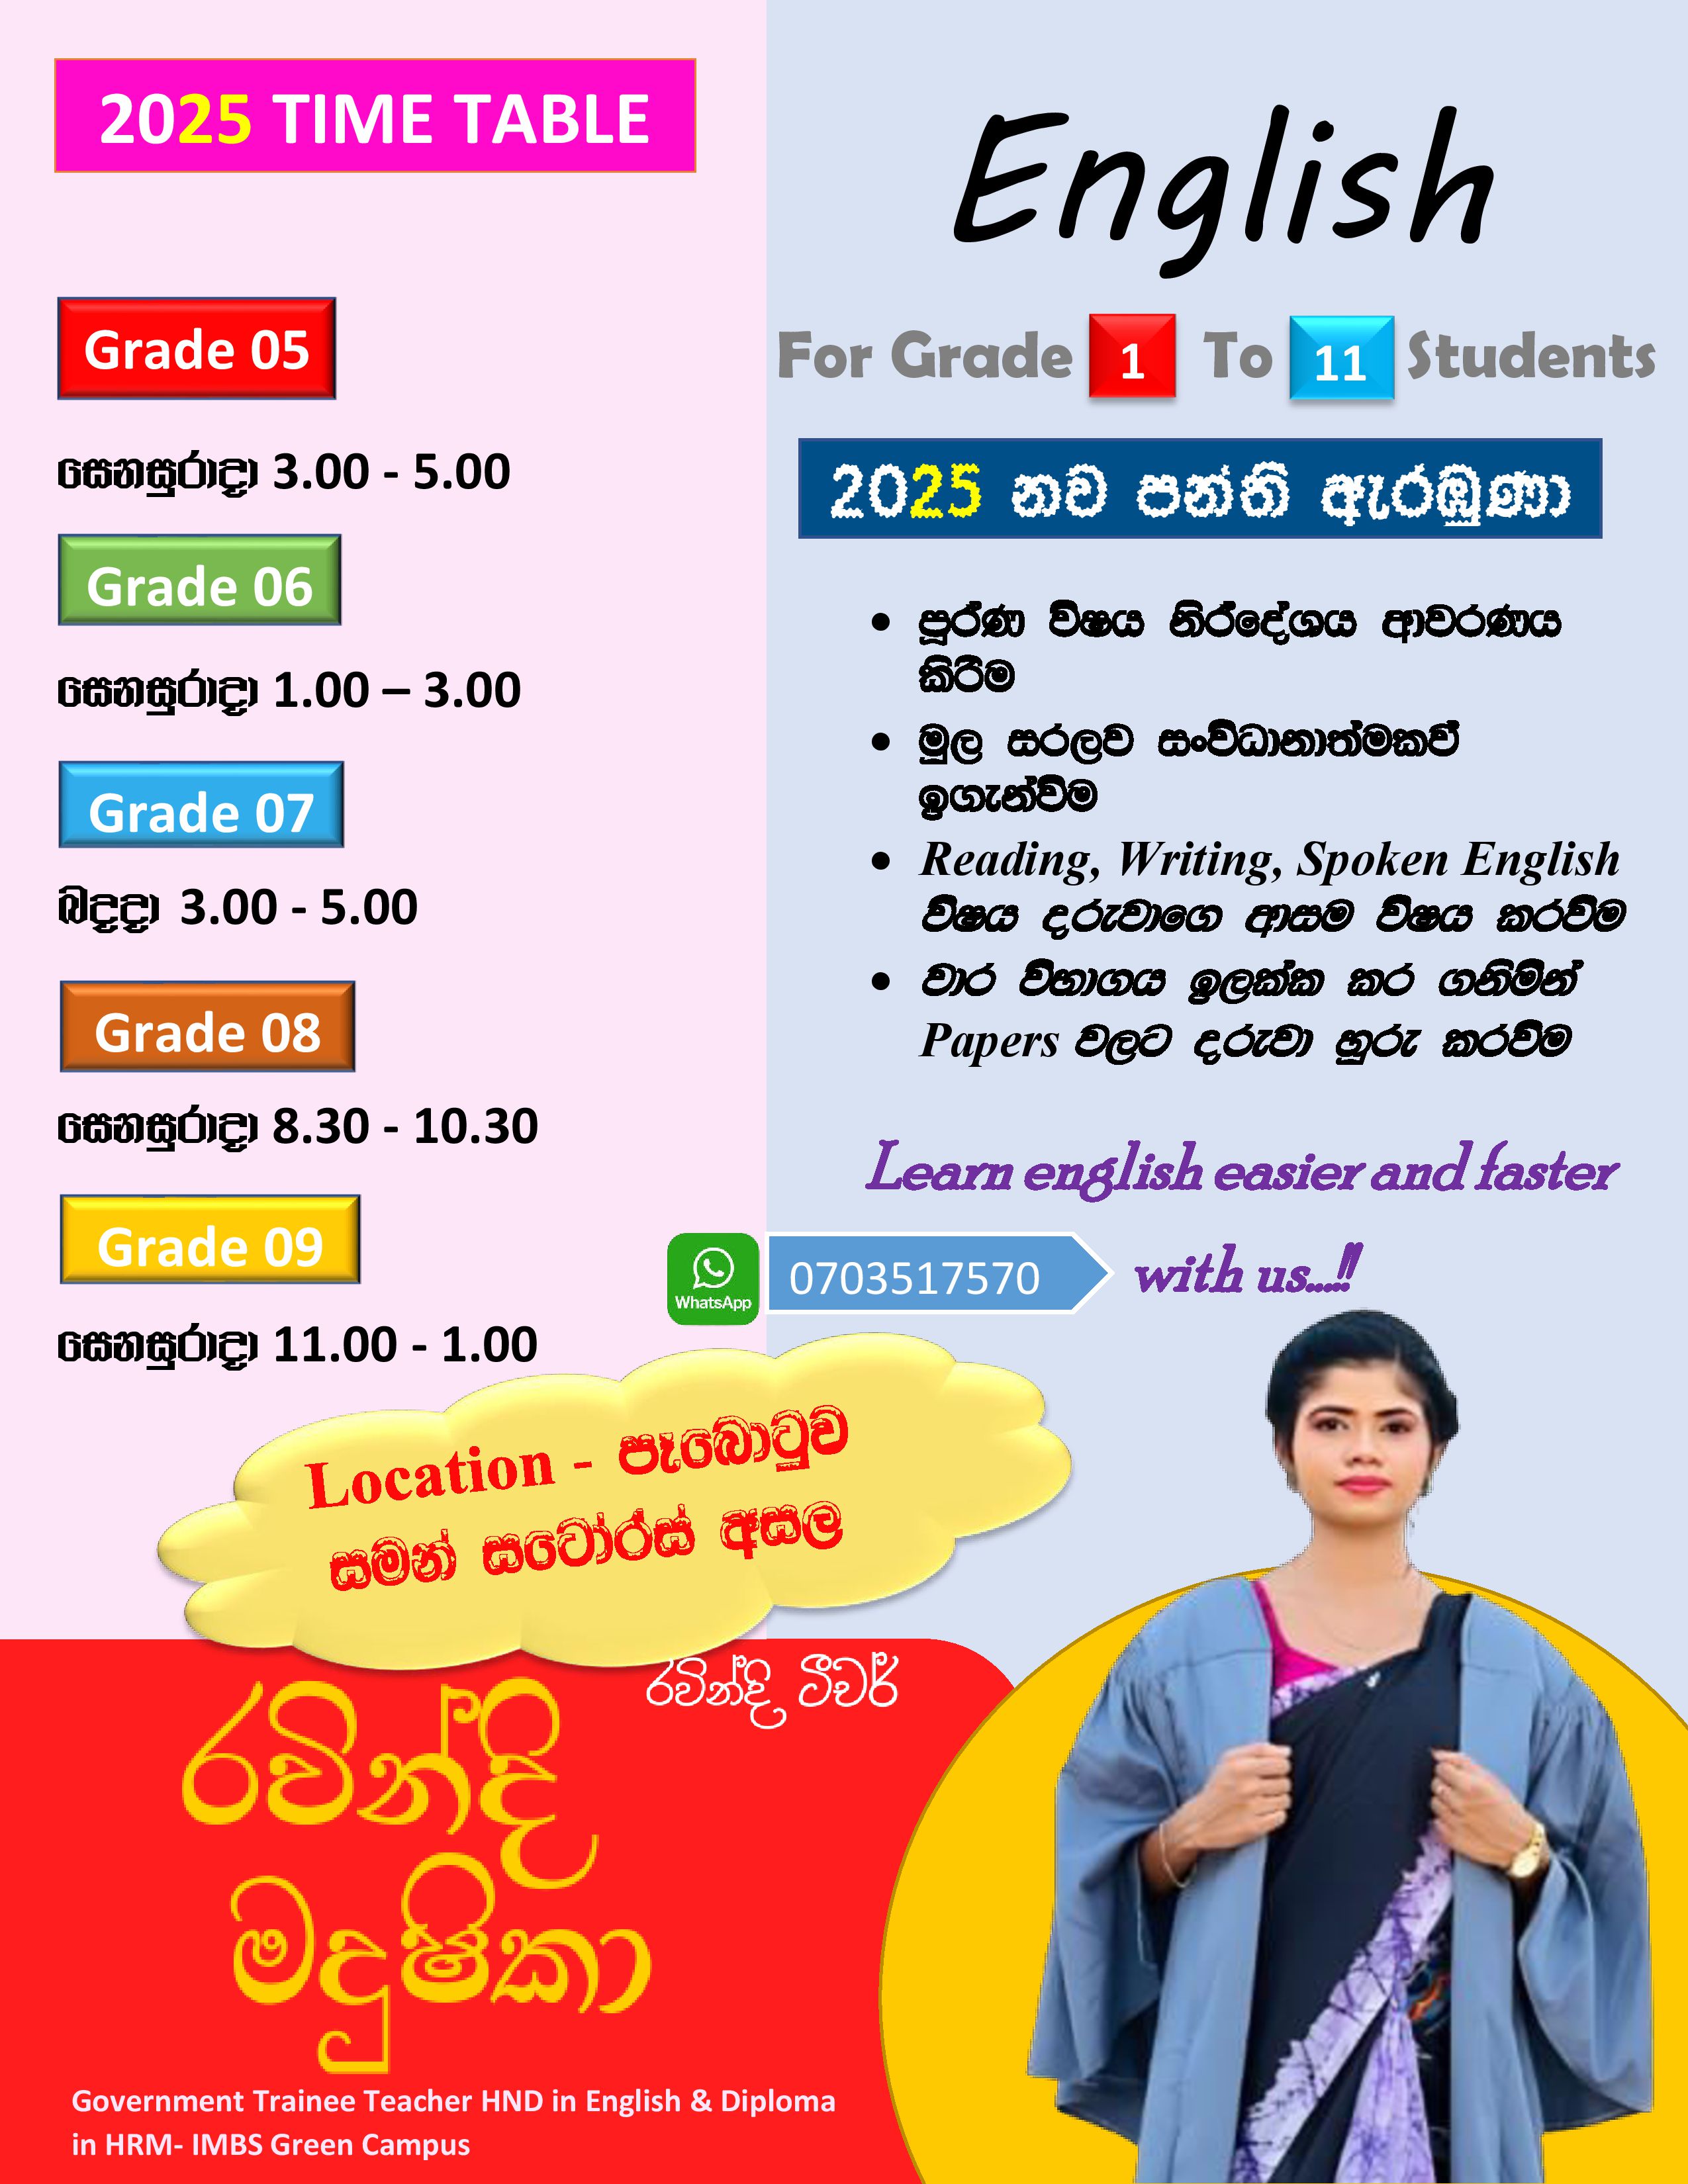 2025 TIME TABLE
Grade 05
සෙනසුරාදා 3.00 - 5.00
Grade 06
සෙනසුරාදා 1.00 – 3.00
Grade 07
බදාදා 3.00 - 5.00
Grade 08
සෙනසුරාදා 8.30 - 10.30
Grade 09
සෙනසුරාදා 11.00 - 1.00
English
For Grade 1 To 11 Students
2025 නව පන්ති ඇරඹුණා
• පූර්ණ විෂය නිර්දේශය ආවරණය
කිරීම
• මුල සරලව සංවිධානාත්මකව
ඉගැන්වීම
• Reading, Writing, Spoken English
විෂය දරුවාගෙ ආසම විෂය කරවීම
• වාර විභාගය ඉලක්ක කර ගනිමින්
Papers වලට දරුවා හුරු කරවීම
Learn english easier and faster
with us...!!
WhatsApp
0703517570
Location - පෑබොටුව
සමන් ස්ටෝර්ස් අසල
රවින්දි ටීචර්
රවින්දි
මදුෂිකා
Government Trainee Teacher HND in English & Diploma
in HRM- IMBS Green Campus